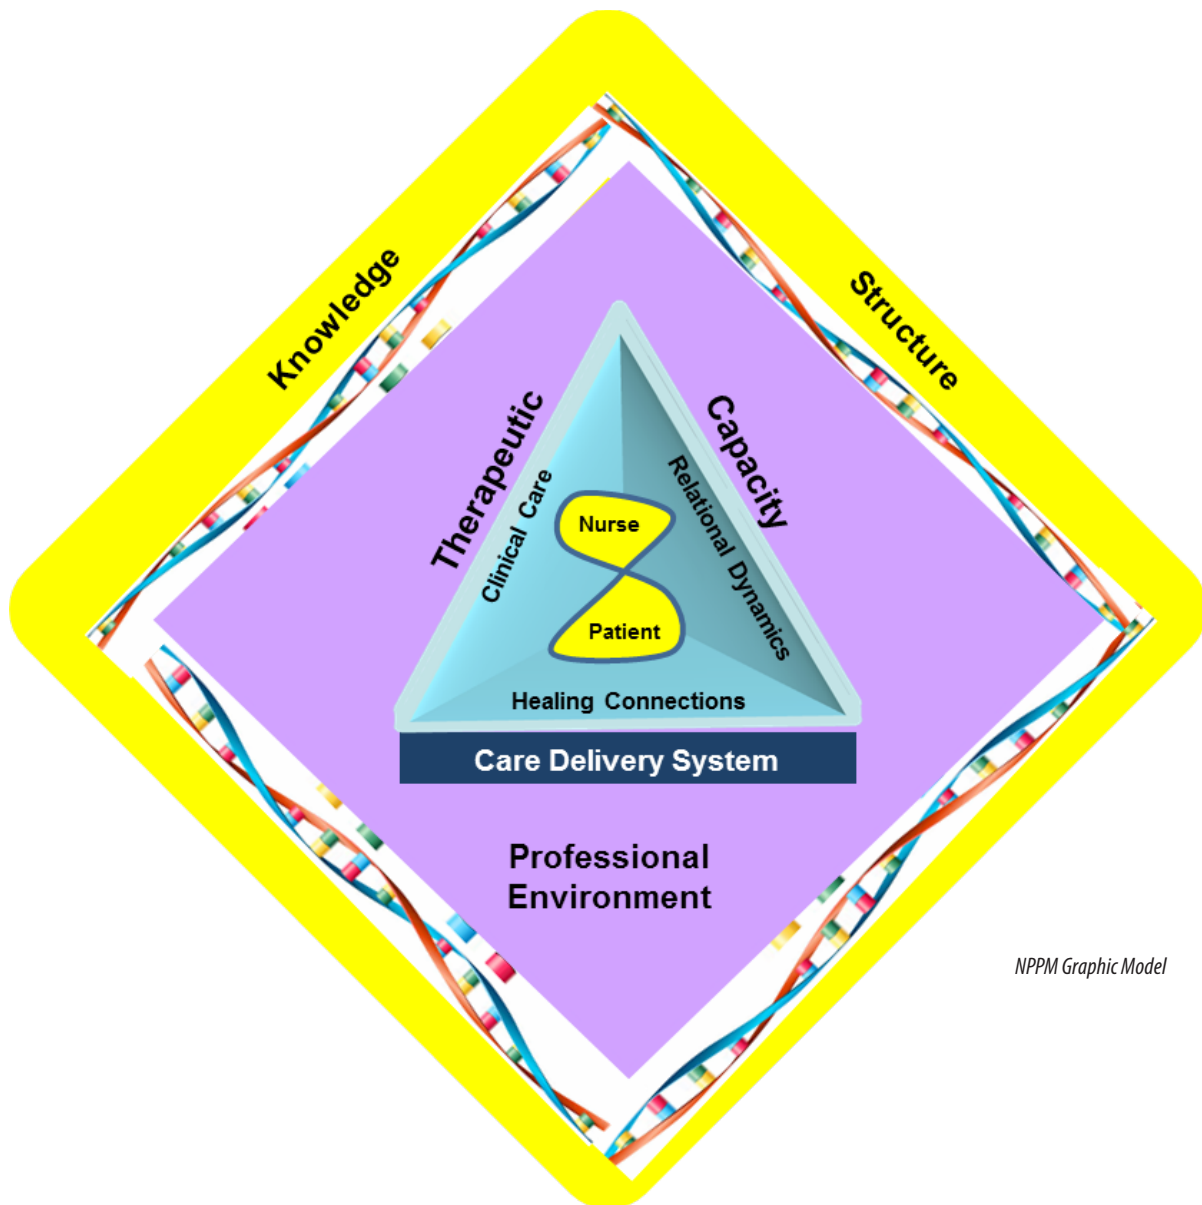 Knowledge
Structure
Therapeutic
Capacity
Clinical Care
Relational Dynamics
Nurse
Patient
Healing Connections
Care Delivery System
Professional
Environment
NPPM Graphic Model